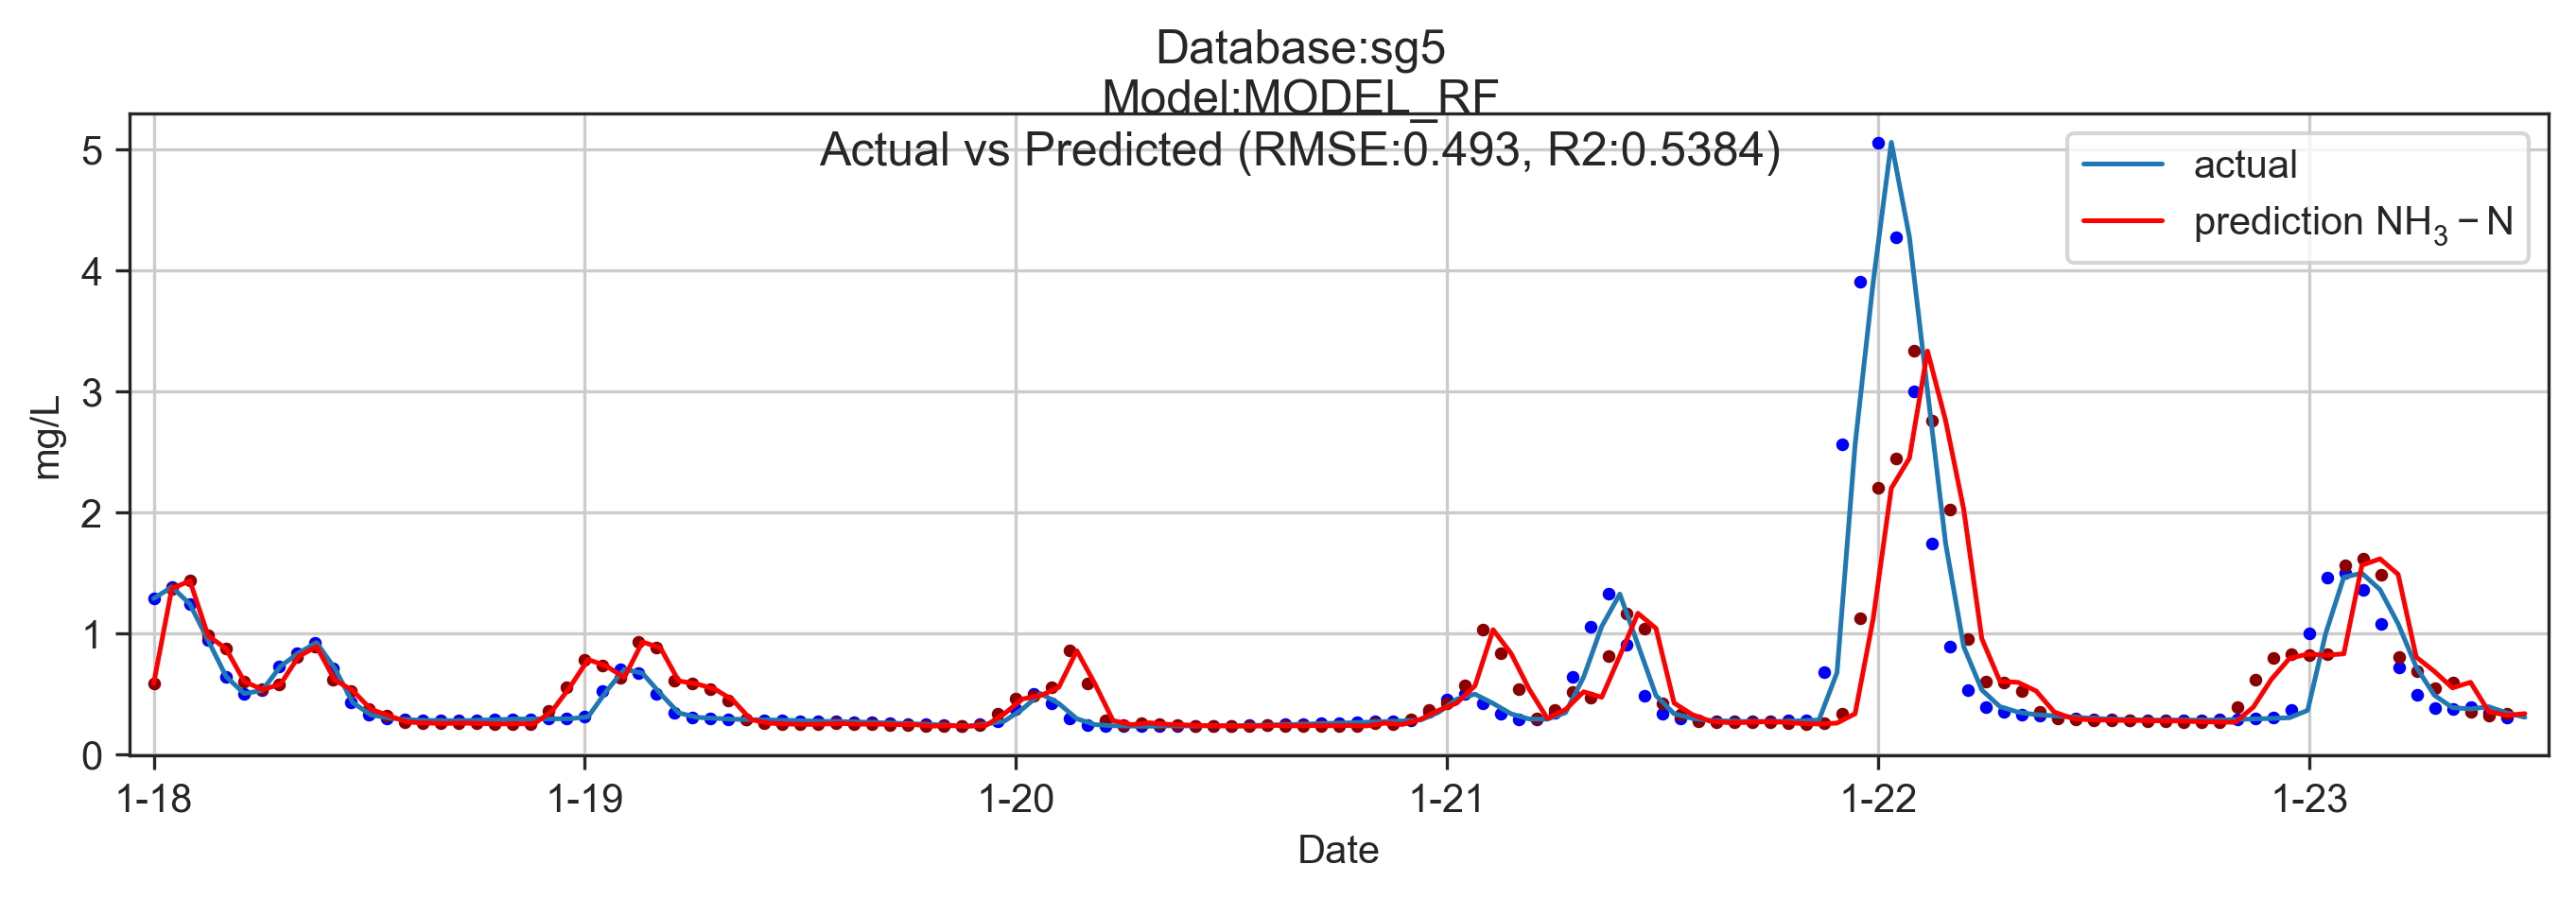 Database:sg5
Model:MODEL_RF
Actual vs Predicted (RMSE:0.493, R2:0.5384)
actual
prediction NH₃ − N
5
4
3
2
1
0
mg/L
1-18 1-19 1-20 1-21 1-22 1-23
Date